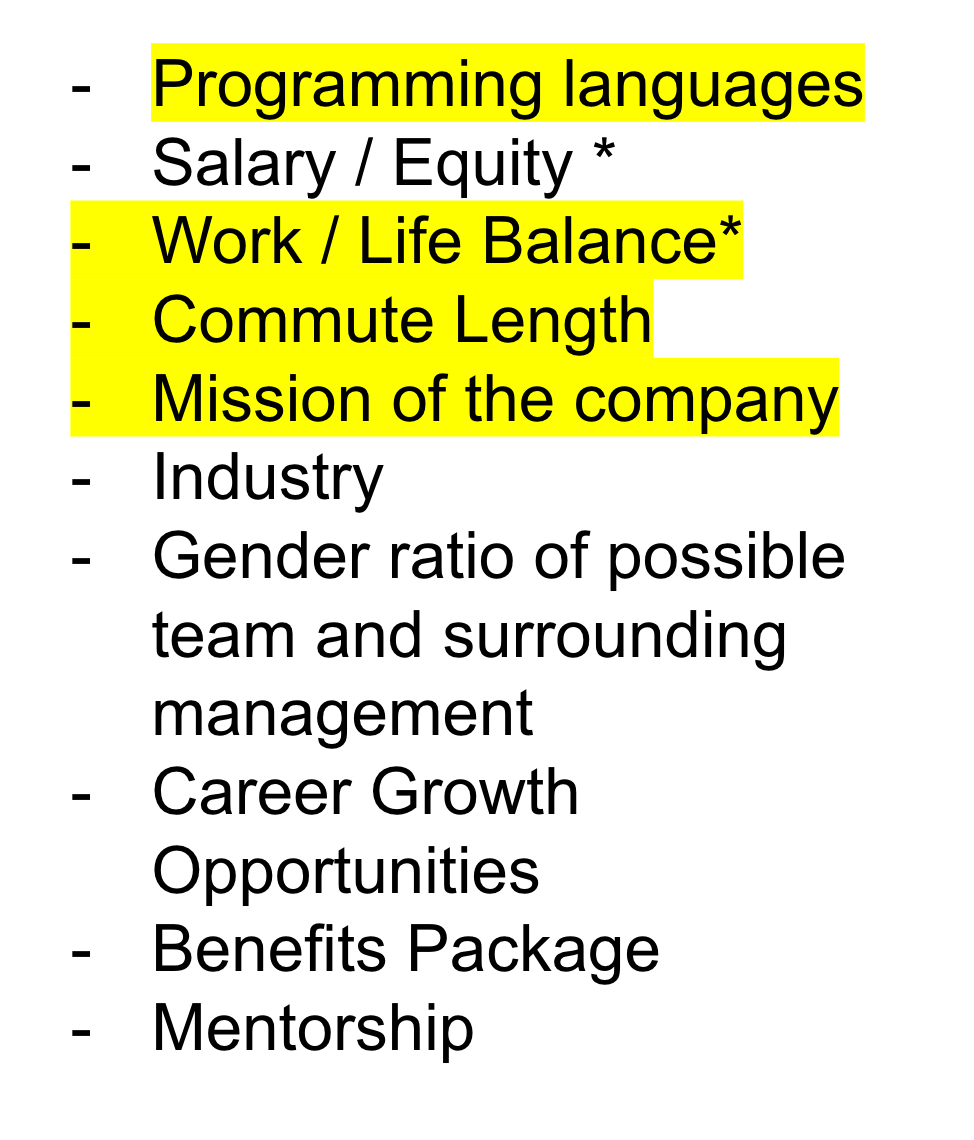 - Programming languages
- Salary / Equity *
- Work / Life Balance*
- Commute Length
- Mission of the company
- Industry
- Gender ratio of possible
team and surrounding
management
- Career Growth
Opportunities
- Benefits Package
- Mentorship